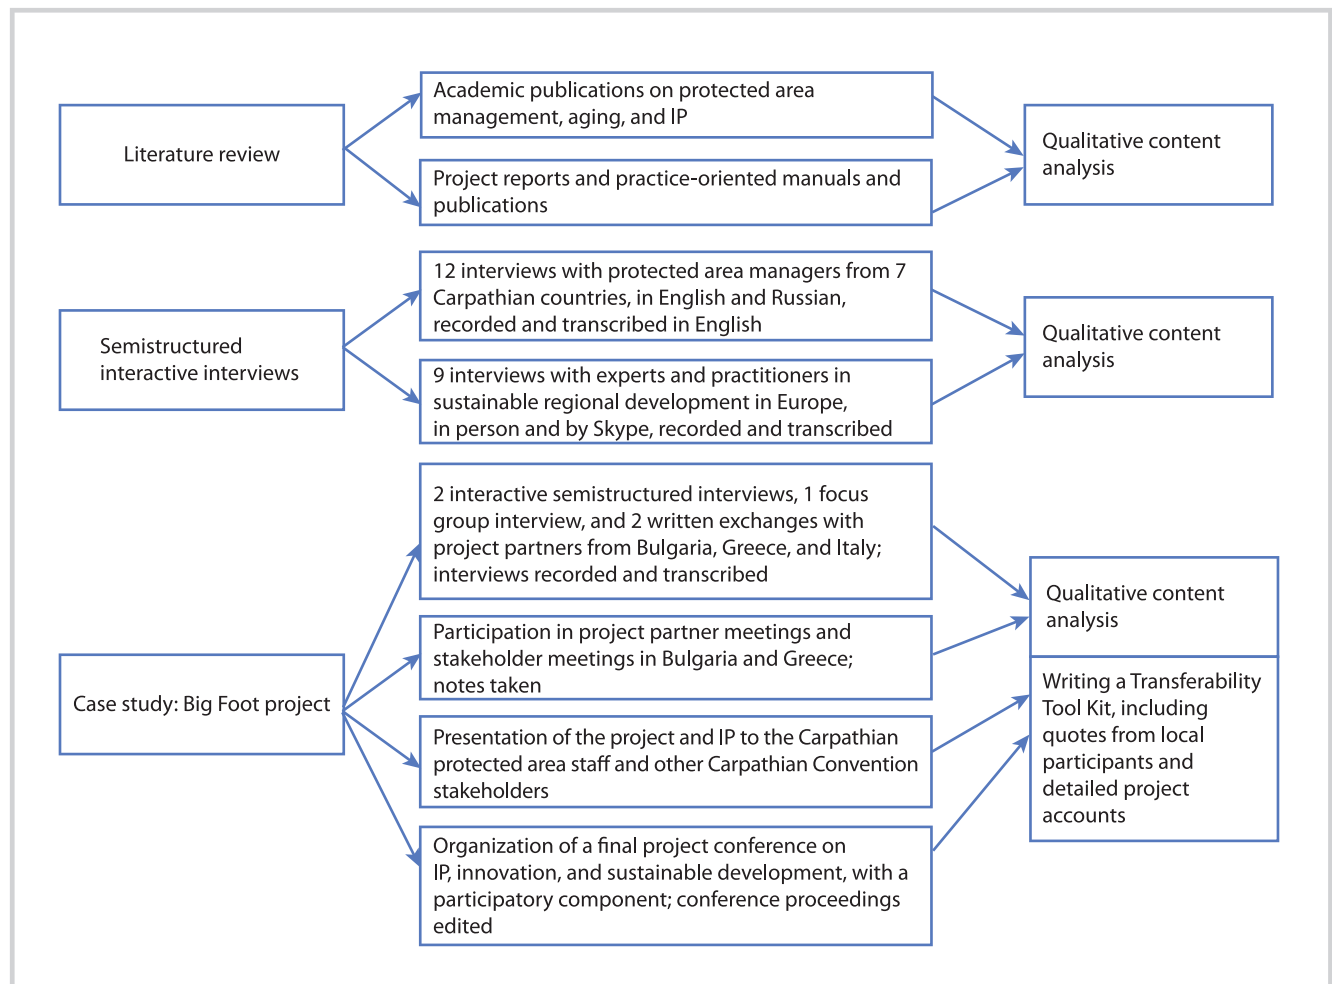 Literature review
Academic publications on protected area
management, aging, and IP
Project reports and practice-oriented manuals and
publications
Qualitative content
analysis
Semistructured
interactive interviews
12 interviews with protected area managers from 7
Carpathian countries, in English and Russian,
recorded and transcribed in English
9 interviews with experts and practitioners in
sustainable regional development in Europe,
in person and by Skype, recorded and transcribed
Qualitative content
analysis
Case study: Big Foot project
2 interactive semistructured interviews, 1 focus
group interview, and 2 written exchanges with
project partners from Bulgaria, Greece, and Italy;
interviews recorded and transcribed
Participation in project partner meetings and
stakeholder meetings in Bulgaria and Greece;
notes taken
Presentation of the project and IP to the Carpathian
protected area staff and other Carpathian Convention
stakeholders
Organization of a final project conference on
IP, innovation, and sustainable development, with a
participatory component; conference proceedings
edited
Qualitative content
analysis
Writing a Transferability
Tool Kit, including
quotes from local
participants and
detailed project
accounts